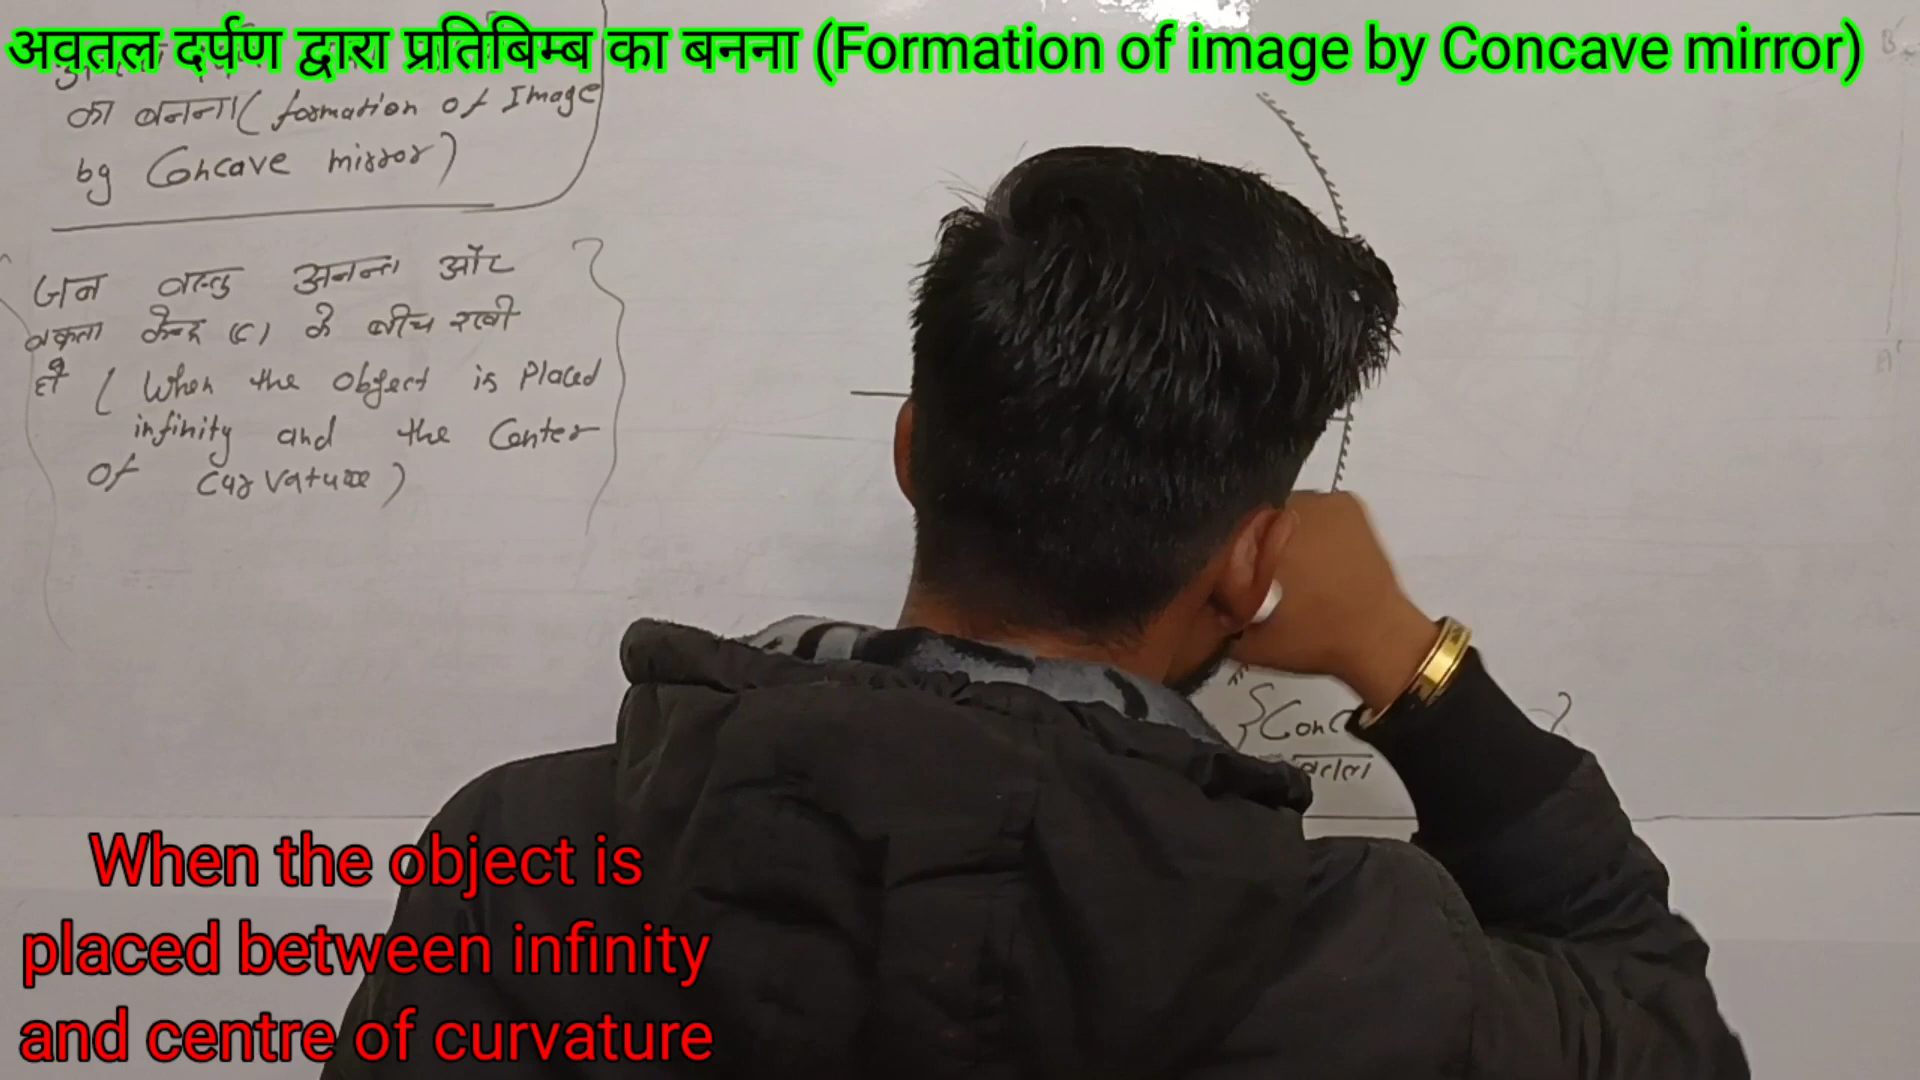 अवतल दर्पण द्वारा प्रतिबिम्ब का बनना (Formation of image by Concave mirror)
का बनना (formation of Image
by Concave mirror)
जब वस्तु अनन्त और
वक्रता केन्द्र (C) के बीच रखी
हो ( When the object is Placed
infinity and the Center
of Curvature )
{ Conc
वतल
B'
A'
When the object is
placed between infinity
and centre of curvature